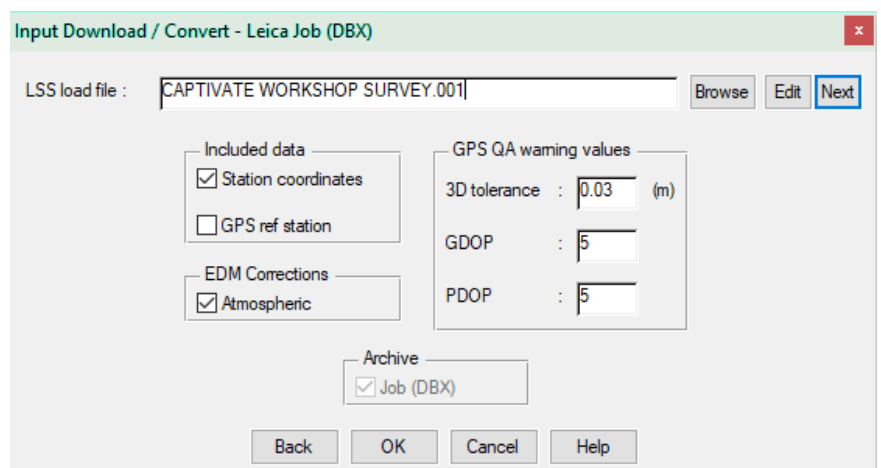 Input Download / Convert - Leica Job (DBX) x
LSS load file : CAPTIVATE WORKSHOP SURVEY.001 Browse Edit Next
Included data
Station coordinates
GPS ref station
EDM Corrections
Atmospheric
GPS QA warning values
3D tolerance : 0.03 (m)
GDOP : 5
PDOP : 5
Archive
Job (DBX)
Back OK Cancel Help